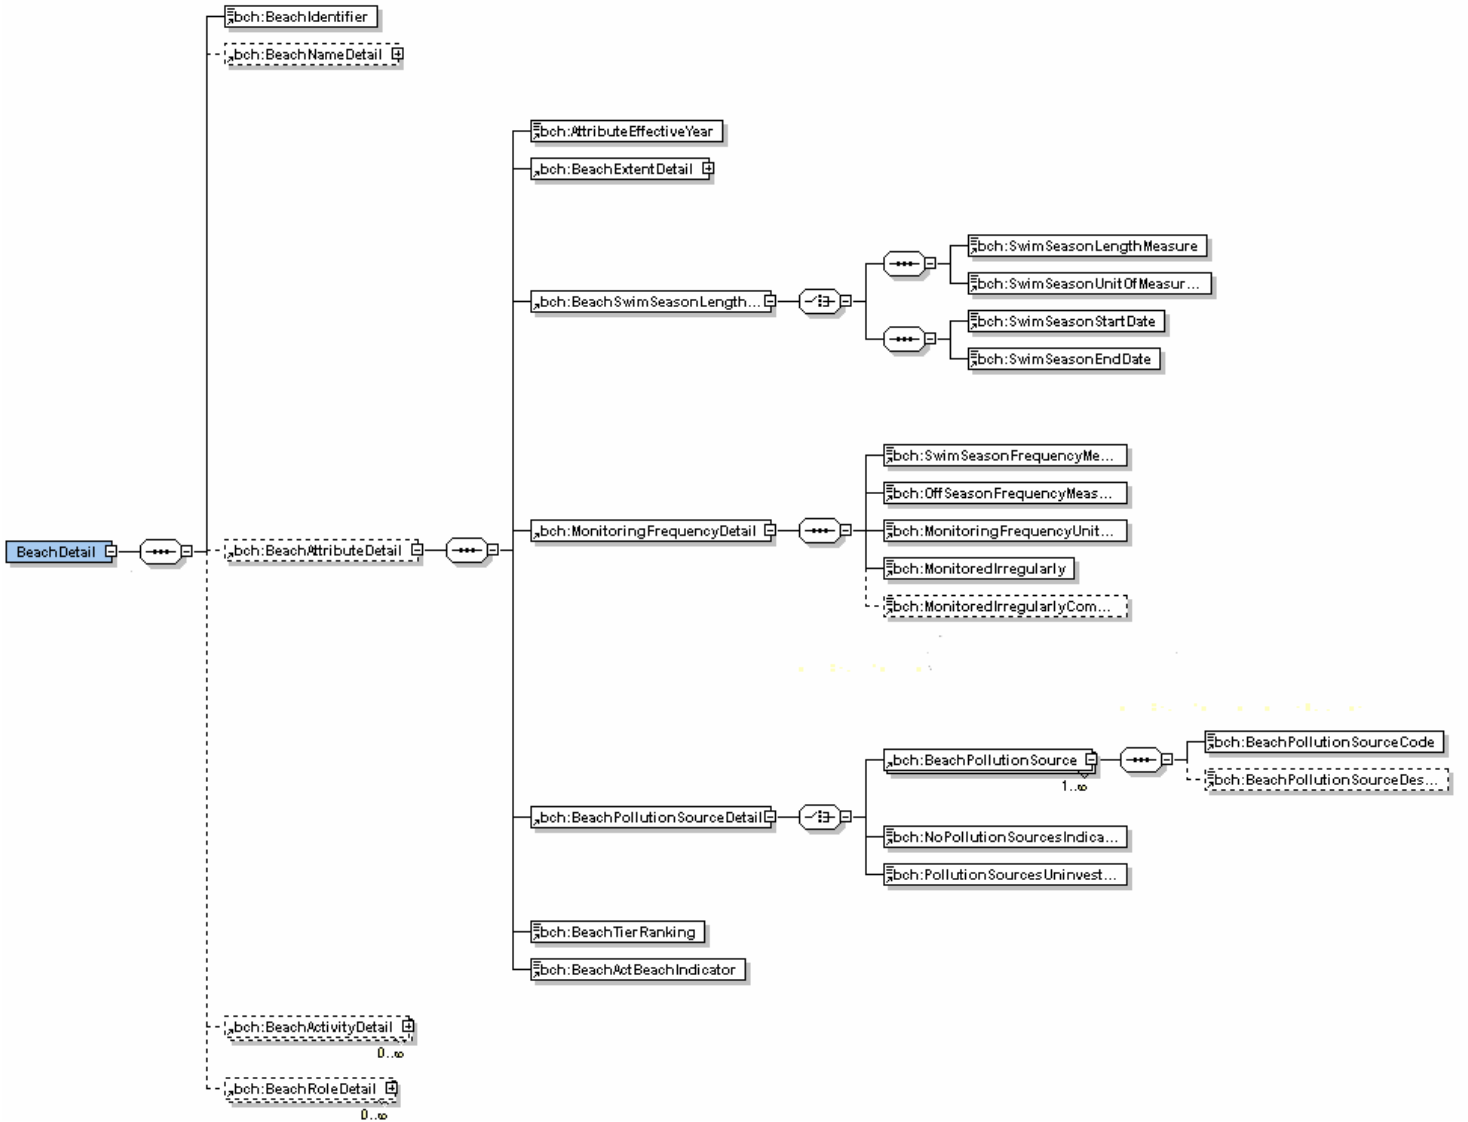 bch:BeachIdentifier
bch:BeachNameDetail
bch:AttributeEffectiveYear
bch:BeachExtentDetail
bch:SwimSeasonLengthMeasure
bch:SwimSeasonUnitOfMeasur...
bch:BeachSwimSeasonLength...
bch:SwimSeasonStartDate
bch:SwimSeasonEndDate
bch:SwimSeasonFrequencyMe...
bch:OffSeasonFrequencyMeas...
bch:MonitoringFrequencyDetail
bch:MonitoringFrequencyUnit...
BeachDetail
bch:BeachAttributeDetail
bch:MonitoredIrregularly
bch:MonitoredIrregularlyCom...
bch:BeachPollutionSourceCode
bch:BeachPollutionSource
bch:BeachPollutionSourceDes...
1..∞
bch:BeachPollutionSourceDetail
bch:NoPollutionSourcesIndica...
bch:PollutionSourcesUninvest...
bch:BeachTierRanking
bch:BeachActBeachIndicator
bch:BeachActivityDetail
0..∞
bch:BeachRoleDetail
0..∞